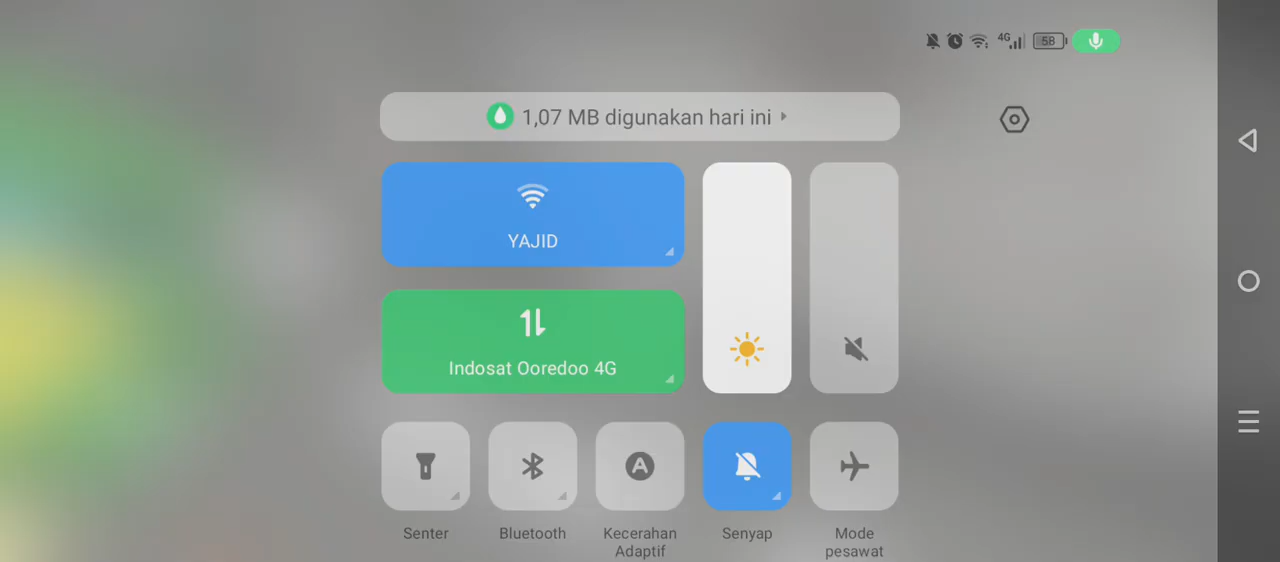 4G 58
1,07 MB digunakan hari ini
YAJID
Indosat Ooredoo 4G
Senter
Bluetooth
Kecerahan
Adaptif
Senyap
Mode
pesawat